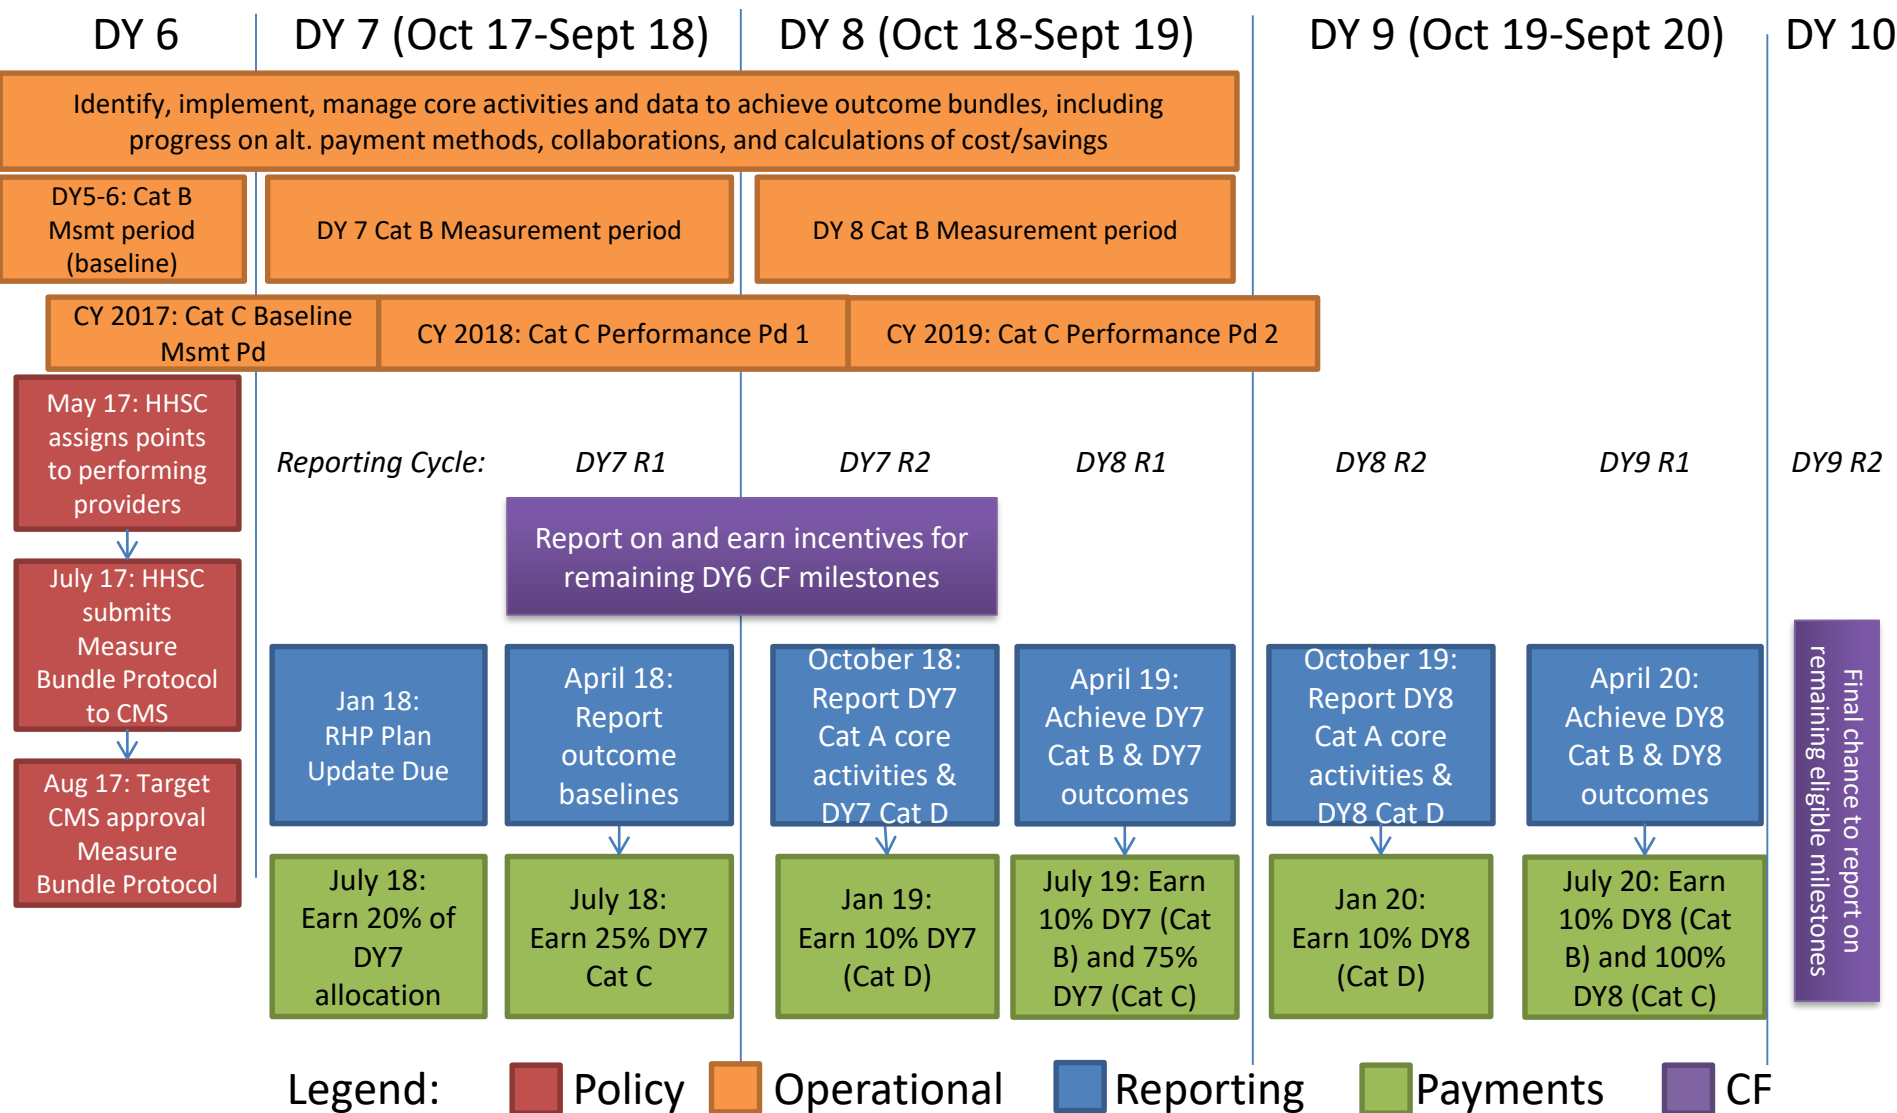 DY 6
DY 7 (Oct 17-Sept 18)
DY 8 (Oct 18-Sept 19)
DY 9 (Oct 19-Sept 20)
DY 10
Identify, implement, manage core activities and data to achieve outcome bundles, including
progress on alt. payment methods, collaborations, and calculations of cost/savings
DY5-6: Cat B
Msmt period
(baseline)
DY 7 Cat B Measurement period
DY 8 Cat B Measurement period
CY 2017: Cat C Baseline
Msmt Pd
CY 2018: Cat C Performance Pd 1
CY 2019: Cat C Performance Pd 2
May 17: HHSC
assigns points
to performing
providers
July 17: HHSC
submits
Measure
Bundle Protocol
to CMS
Aug 17: Target
CMS approval
Measure
Bundle Protocol
Reporting Cycle:
DY7 R1
DY7 R2
DY8 R1
DY8 R2
DY9 R1
DY9 R2
Report on and earn incentives for
remaining DY6 CF milestones
Jan 18:
RHP Plan
Update Due
April 18:
Report
outcome
baselines
October 18:
Report DY7
Cat A core
activities &
DY7 Cat D
April 19:
Achieve DY7
Cat B & DY7
outcomes
October 19:
Report DY8
Cat A core
activities &
DY8 Cat D
April 20:
Achieve DY8
Cat B & DY8
outcomes
Final chance to report on
remaining eligible milestones
July 18:
Earn 20% of
DY7
allocation
July 18:
Earn 25% DY7
Cat C
Jan 19:
Earn 10% DY7
(Cat D)
July 19: Earn
10% DY7 (Cat
B) and 75%
DY7 (Cat C)
Jan 20:
Earn 10% DY8
(Cat D)
July 20: Earn
10% DY8 (Cat
B) and 100%
DY8 (Cat C)
Legend:
Policy
Operational
Reporting
Payments
CF